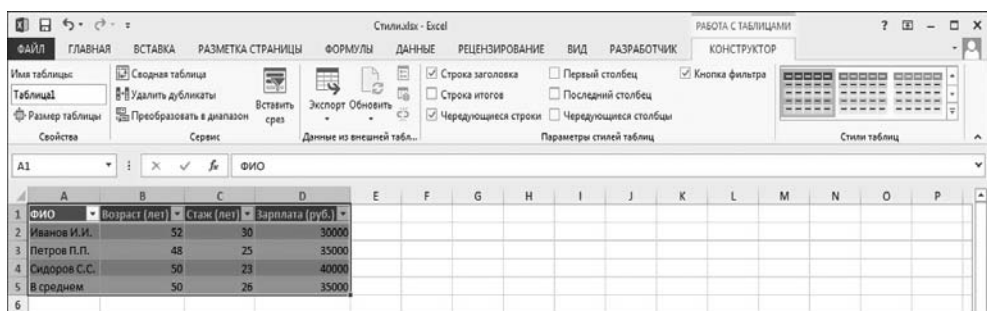 Стили.xlsx - Excel
РАБОТА С ТАБЛИЦАМИ
ФАЙЛ ГЛАВНАЯ ВСТАВКА РАЗМЕТКА СТРАНИЦЫ ФОРМУЛЫ ДАННЫЕ РЕЦЕНЗИРОВАНИЕ ВИД РАЗРАБОТЧИК КОНСТРУКТОР
Имя таблицы:
Таблица1
Размер таблицы
Свойства
Сводная таблица
Удалить дубликаты
Преобразовать в диапазон
Вставить срез
Сервис
Экспорт Обновить
Данные из внешней табл...
Строка заголовка
Строка итогов
Чередующиеся строки
Первый столбец
Последний столбец
Чередующиеся столбцы
Кнопка фильтра
Параметры стилей таблиц
Стили таблиц
A1 fx ФИО
A B C D E F G H I J K L M N O P
1 ФИО Возраст (лет) Стаж (лет) Зарплата (руб.)
2 Иванов И.И. 52 30 30000
3 Петров П.П. 48 25 35000
4 Сидоров С.С. 50 23 40000
5 В среднем 50 26 35000
6